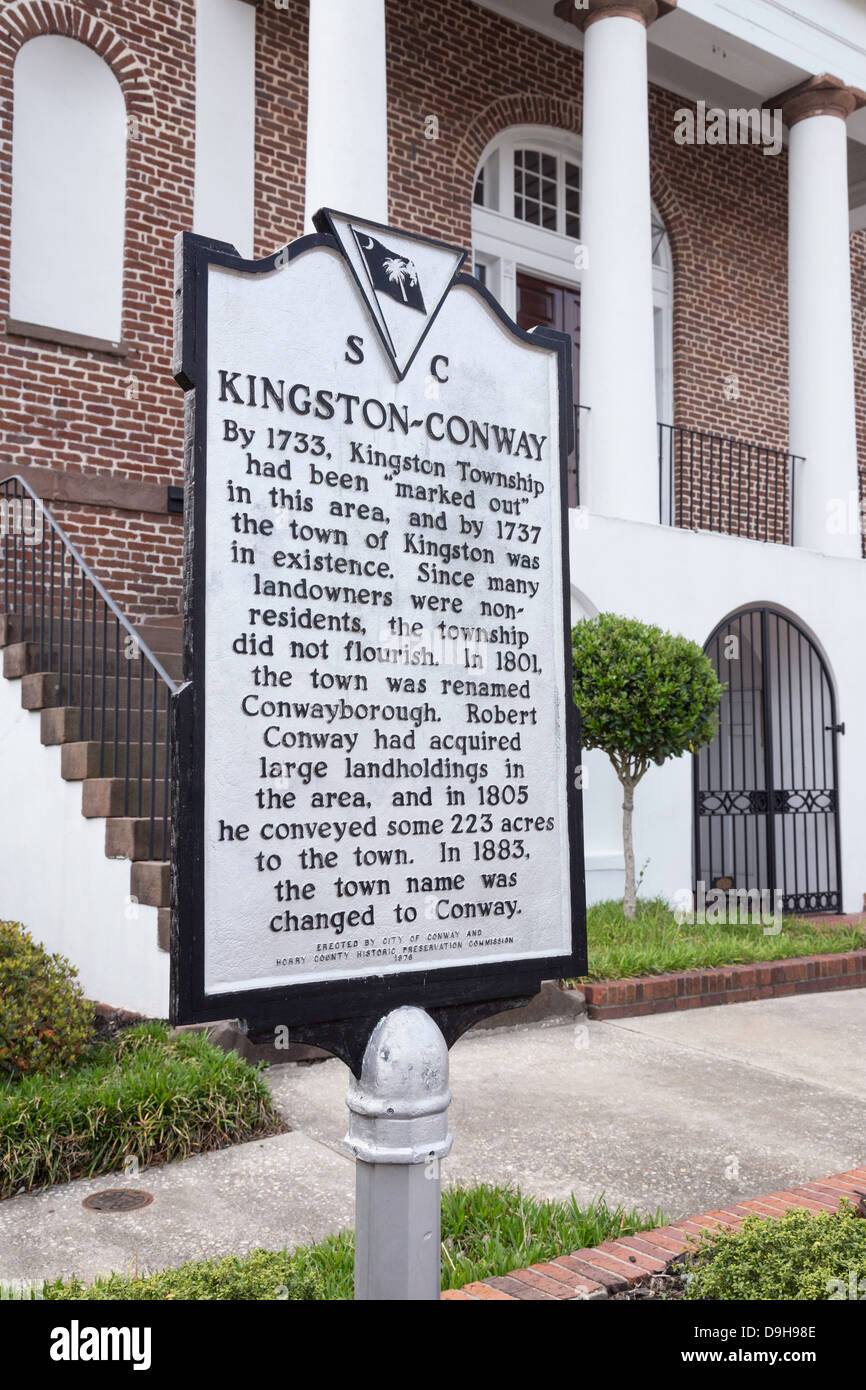 S C
KINGSTON-CONWAY
By 1733, Kingston Township
had been "marked out"
in this area, and by 1737
the town of Kingston was
in existence. Since many
landowners were non-
residents, the township
did not flourish. In 1801,
the town was renamed
Conwayborough. Robert
Conway had acquired
large landholdings in
the area, and in 1805
he conveyed some 223 acres
to the town. In 1883,
the town name was
changed to Conway.
ERECTED BY CITY OF CONWAY AND
HORRY COUNTY HISTORIC PRESERVATION COMMISSION
1976
a
alamy
a
alamy stock photo
D9H98E
www.alamy.com